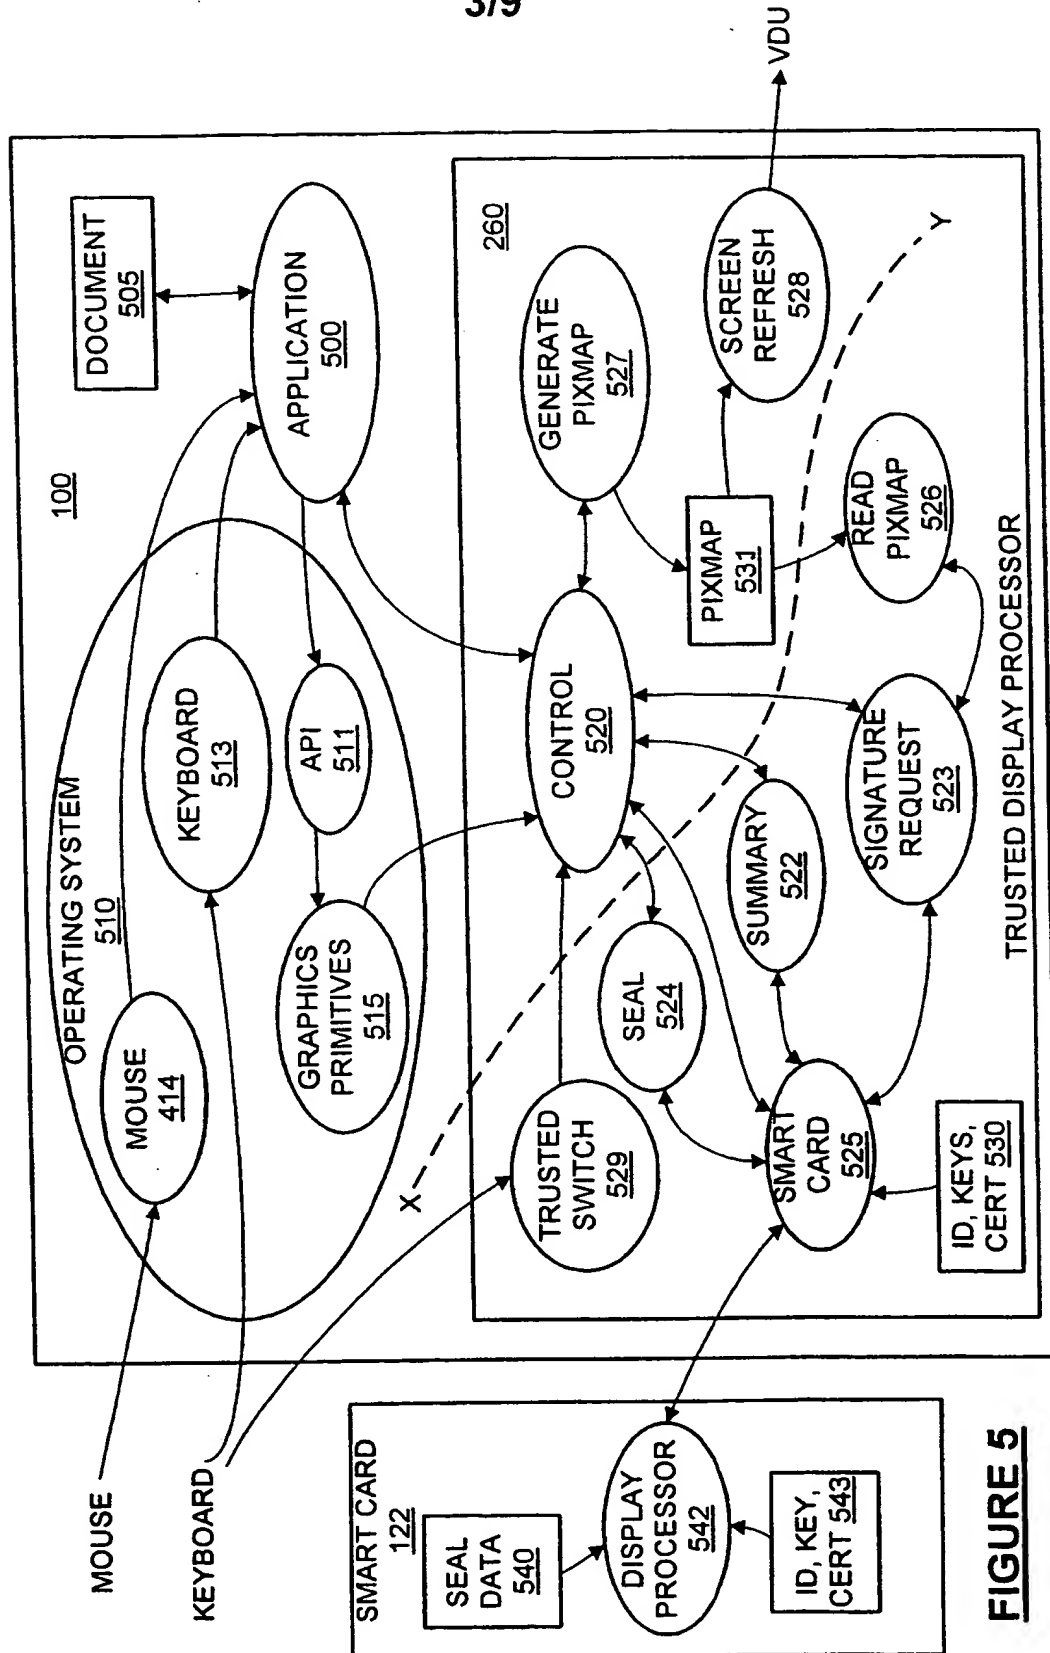 3/9
100
DOCUMENT
505
APPLICATION
500
OPERATING SYSTEM
510
MOUSE
414
KEYBOARD
513
API
511
GRAPHICS
PRIMITIVES
515
260
GENERATE
PIXMAP
527
SCREEN
REFRESH
528
VDU
PIXMAP
531
READ
PIXMAP
526
CONTROL
520
X
Y
TRUSTED
SWITCH
529
SEAL
524
SUMMARY
522
SIGNATURE
REQUEST
523
SMART
CARD
525
ID, KEYS,
CERT 530
TRUSTED DISPLAY PROCESSOR
MOUSE
KEYBOARD
SMART CARD
122
SEAL
DATA
540
DISPLAY
PROCESSOR
542
ID, KEY,
CERT 543
FIGURE 5